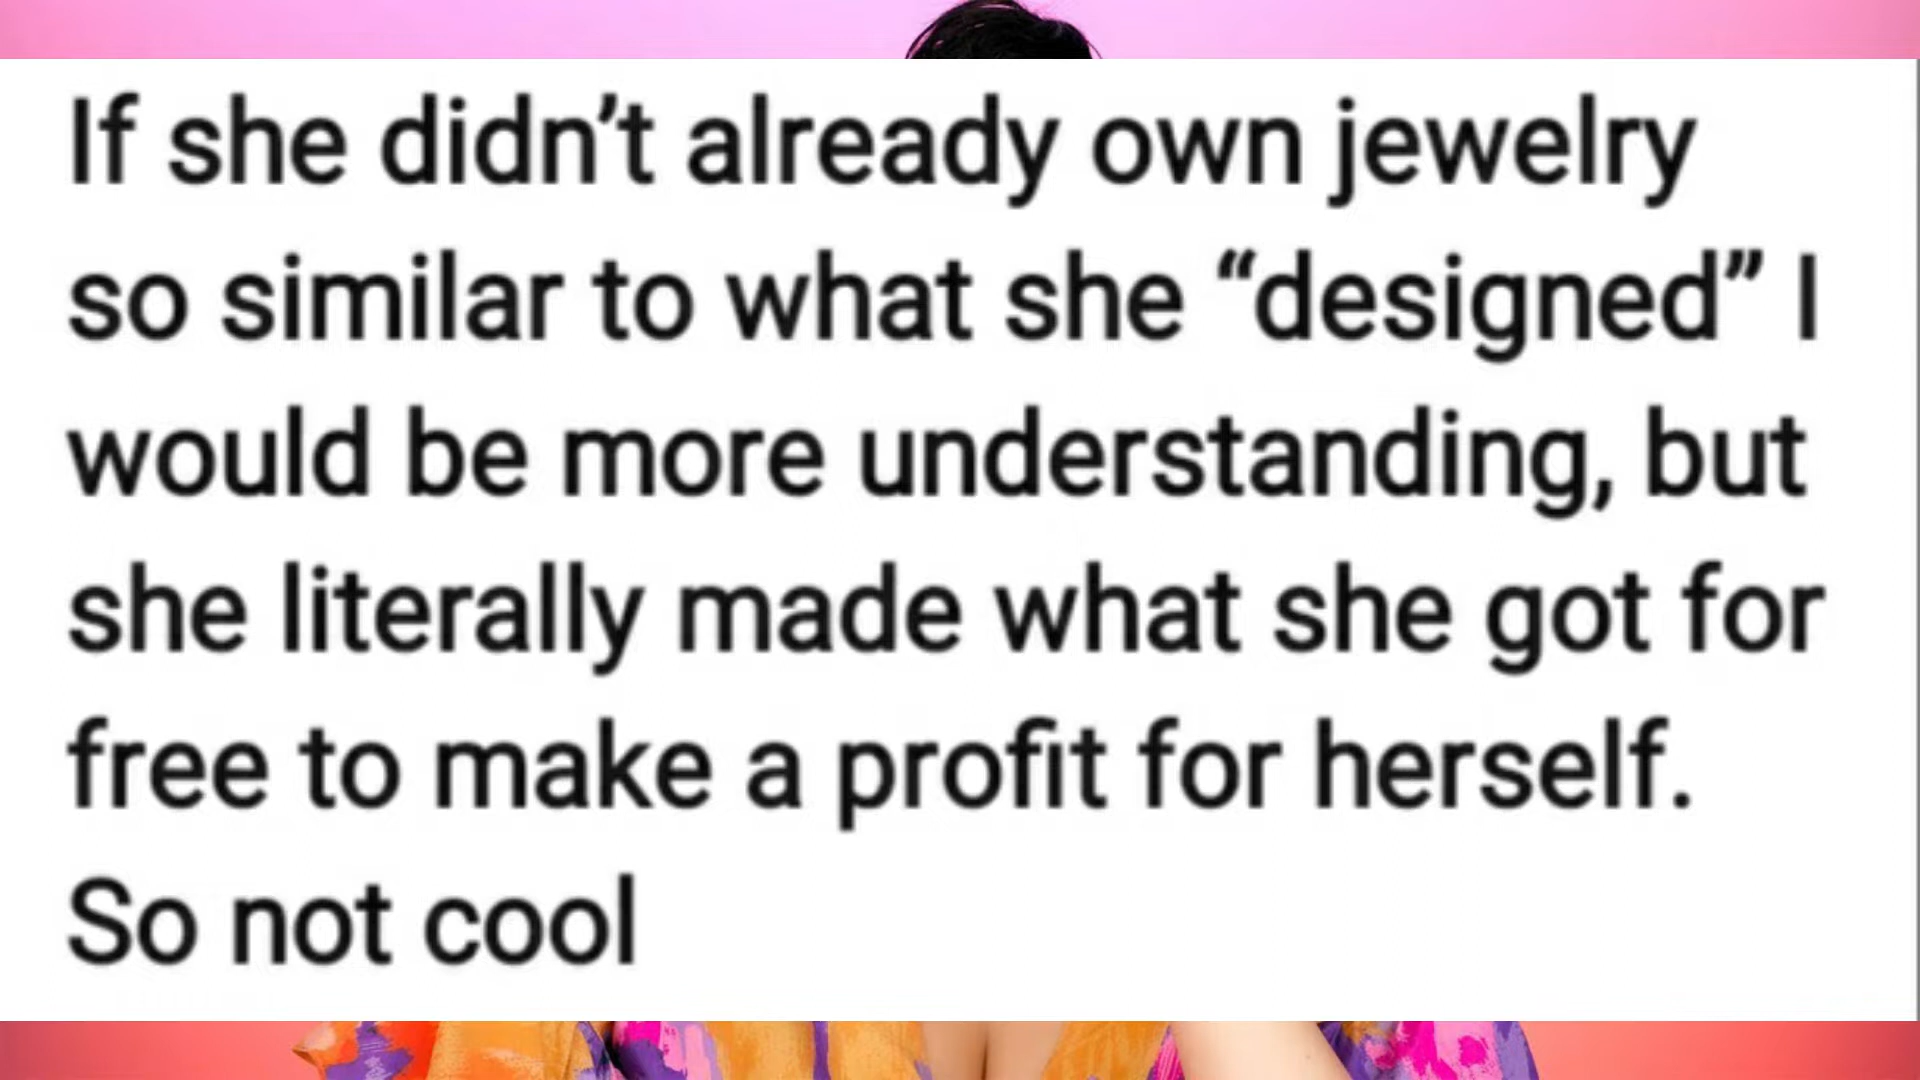 If she didn’t already own jewelry
so similar to what she “designed” I
would be more understanding, but
she literally made what she got for
free to make a profit for herself.
So not cool